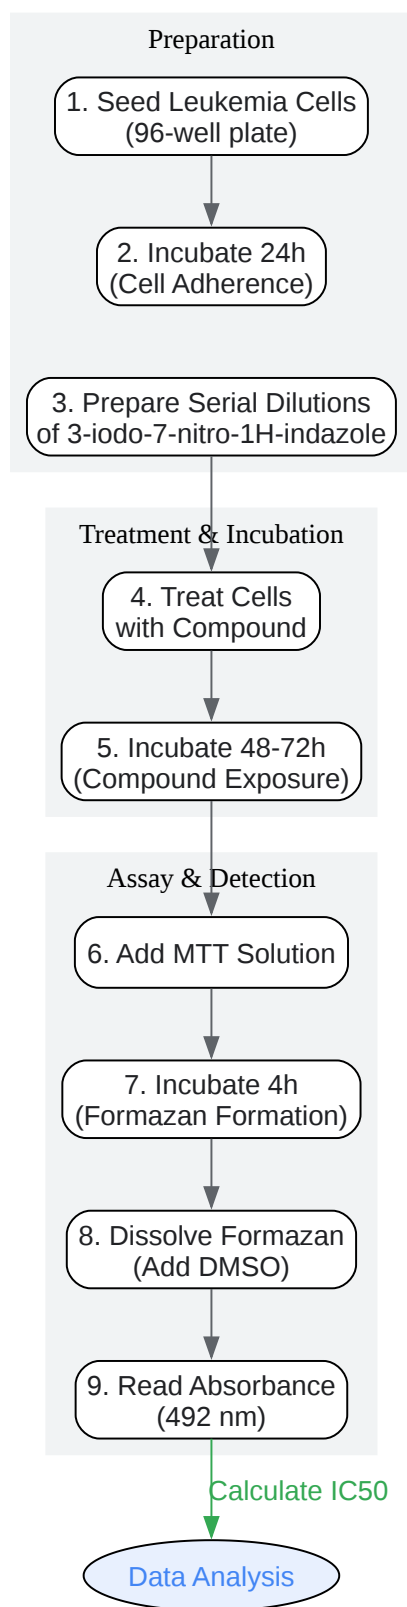 Preparation
1. Seed Leukemia Cells
(96-well plate)
2. Incubate 24h
(Cell Adherence)
3. Prepare Serial Dilutions
of 3-iodo-7-nitro-1H-indazole
Treatment & Incubation
4. Treat Cells
with Compound
5. Incubate 48-72h
(Compound Exposure)
Assay & Detection
6. Add MTT Solution
7. Incubate 4h
(Formazan Formation)
8. Dissolve Formazan
(Add DMSO)
9. Read Absorbance
(492 nm)
Calculate IC50
Data Analysis